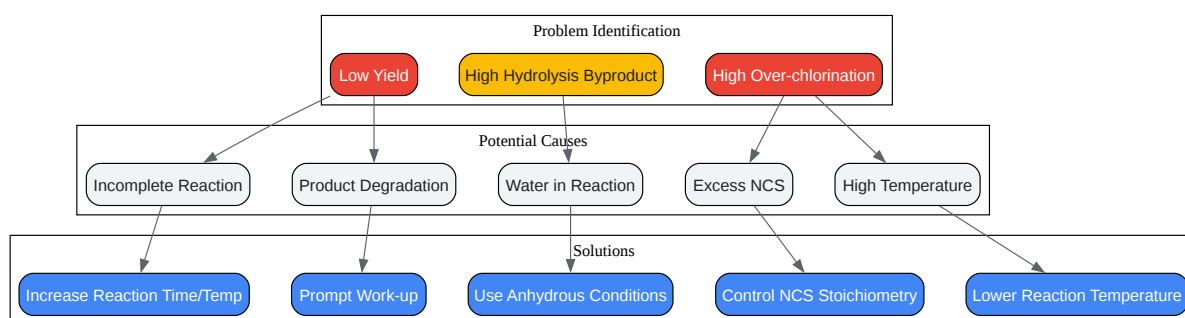 Problem Identification
Low Yield
High Hydrolysis Byproduct
High Over-chlorination
Potential Causes
Incomplete Reaction
Product Degradation
Water in Reaction
Excess NCS
High Temperature
Solutions
Increase Reaction Time/Temp
Prompt Work-up
Use Anhydrous Conditions
Control NCS Stoichiometry
Lower Reaction Temperature